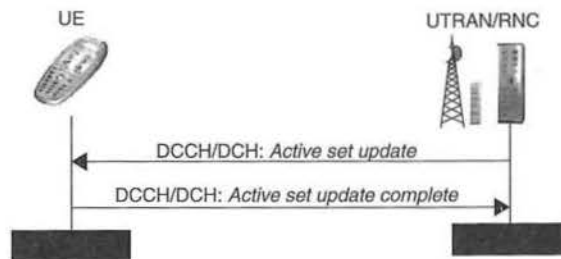 UE
UTRAN/RNC
DCCH/DCH: Active set update
DCCH/DCH: Active set update complete